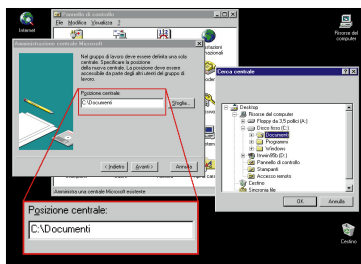 Internet
Pannello di controllo
File Modifica Visualizza ?
Risorse del
computer
Amministrazione centrale Microsoft
Nel gruppo di lavoro deve essere definita una sola
centrale. Specificare la posizione
della nuova centrale. La posizione deve essere
accessibile da parte degli altri utenti del gruppo di
lavoro.
Posizione centrale:
C:\Documenti
Sfoglia...
< Indietro
Avanti >
Annulla
Amministra una centrale Microsoft esistente
Cerca centrale
Desktop
Risorse del computer
Floppy da 3,5 pollici (A:)
Disco fisso (C:)
Documenti
Programmi
Windows
Pannello di controllo
Stampanti
Accesso remoto
Cestino
Sincronia file
OK
Annulla
Posizione centrale:
C:\Documenti
Cestino